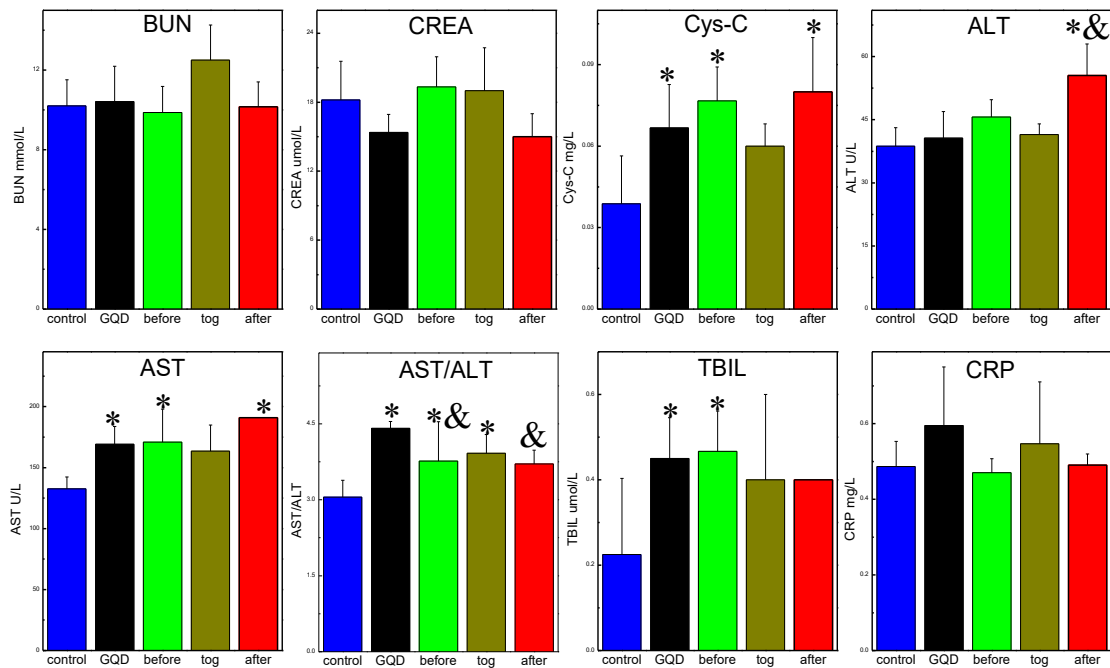 BUN
12
8
4
0
BUN mmol/L
control GQD before tog after
CREA
24
18
12
6
0
CREA umol/L
control GQD before tog after
Cys-C
* * *
0.09
0.06
0.03
0.00
Cys-C mg/L
control GQD before tog after
ALT
*&
60
45
30
15
0
ALT U/L
control GQD before tog after
AST
* * *
200
150
100
50
0
AST U/L
control GQD before tog after
AST/ALT
* *& * &
4.5
3.0
1.5
0.0
AST/ALT
control GQD before tog after
TBIL
* *
0.4
0.2
0.0
TBIL umol/L
control GQD before tog after
CRP
0.6
0.4
0.2
0.0
CRP mg/L
control GQD before tog after